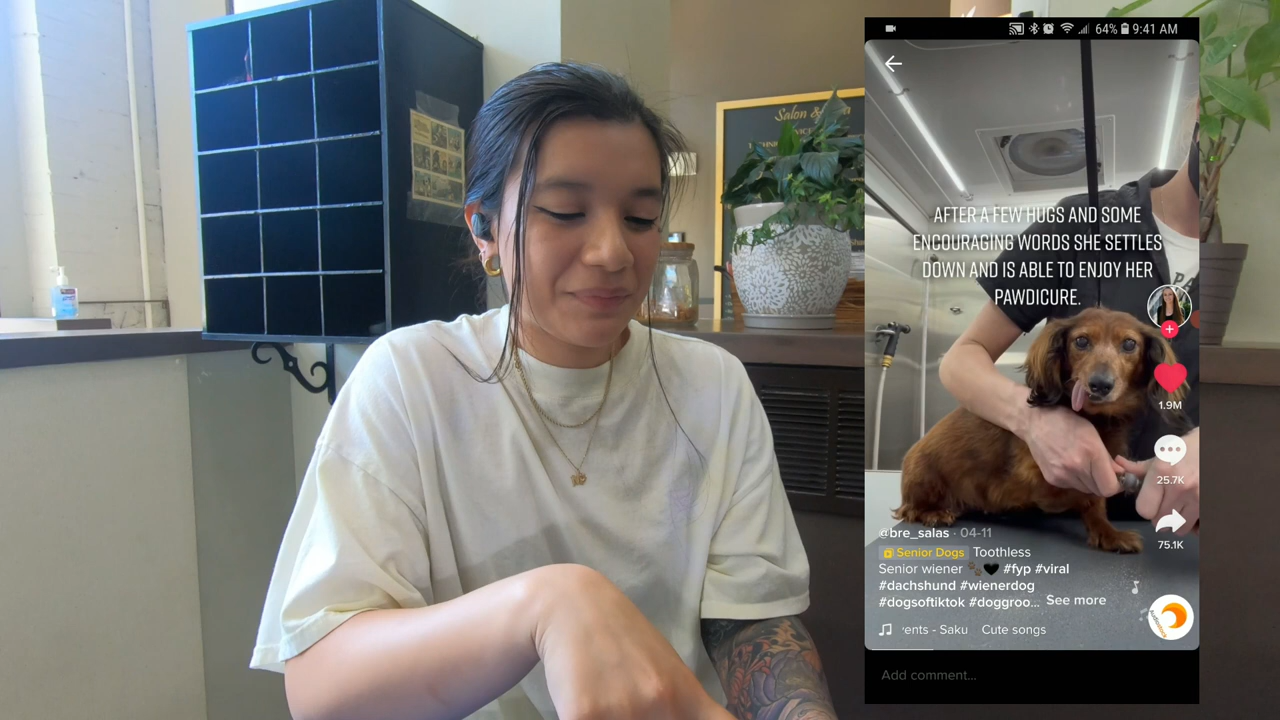 Salon &
64% 9:41 AM
AFTER A FEW HUGS AND SOME
ENCOURAGING WORDS SHE SETTLES
DOWN AND IS ABLE TO ENJOY HER
PAWDICURE.
1.9M
25.7K
75.1K
@bre_salas · 04-11
Senior Dogs Toothless
Senior wiener 🐾🖤 #fyp #viral
#dachshund #wienerdog
#dogsoftiktok #doggroo... See more
ents - Saku Cute songs
Add comment...